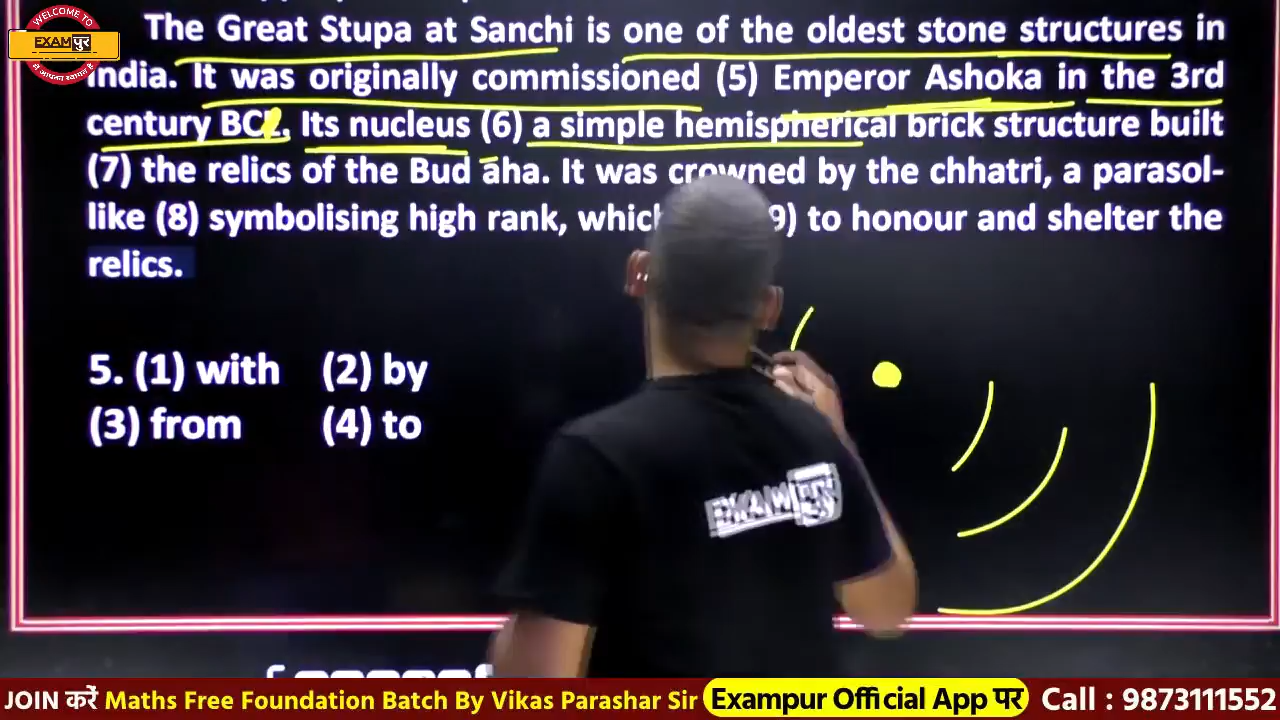 WELCOME TO
EXAMपुर
में आपका स्वागत है
The Great Stupa at Sanchi is one of the oldest stone structures in
India. It was originally commissioned (5) Emperor Ashoka in the 3rd
century BCE. Its nucleus (6) a simple hemispherical brick structure built
(7) the relics of the Bud aha. It was crowned by the chhatri, a parasol-
like (8) symbolising high rank, which 9) to honour and shelter the
relics.
5. (1) with (2) by
(3) from (4) to
EXAMपुर
JOIN करें Maths Free Foundation Batch By Vikas Parashar Sir Exampur Official App पर Call : 9873111552